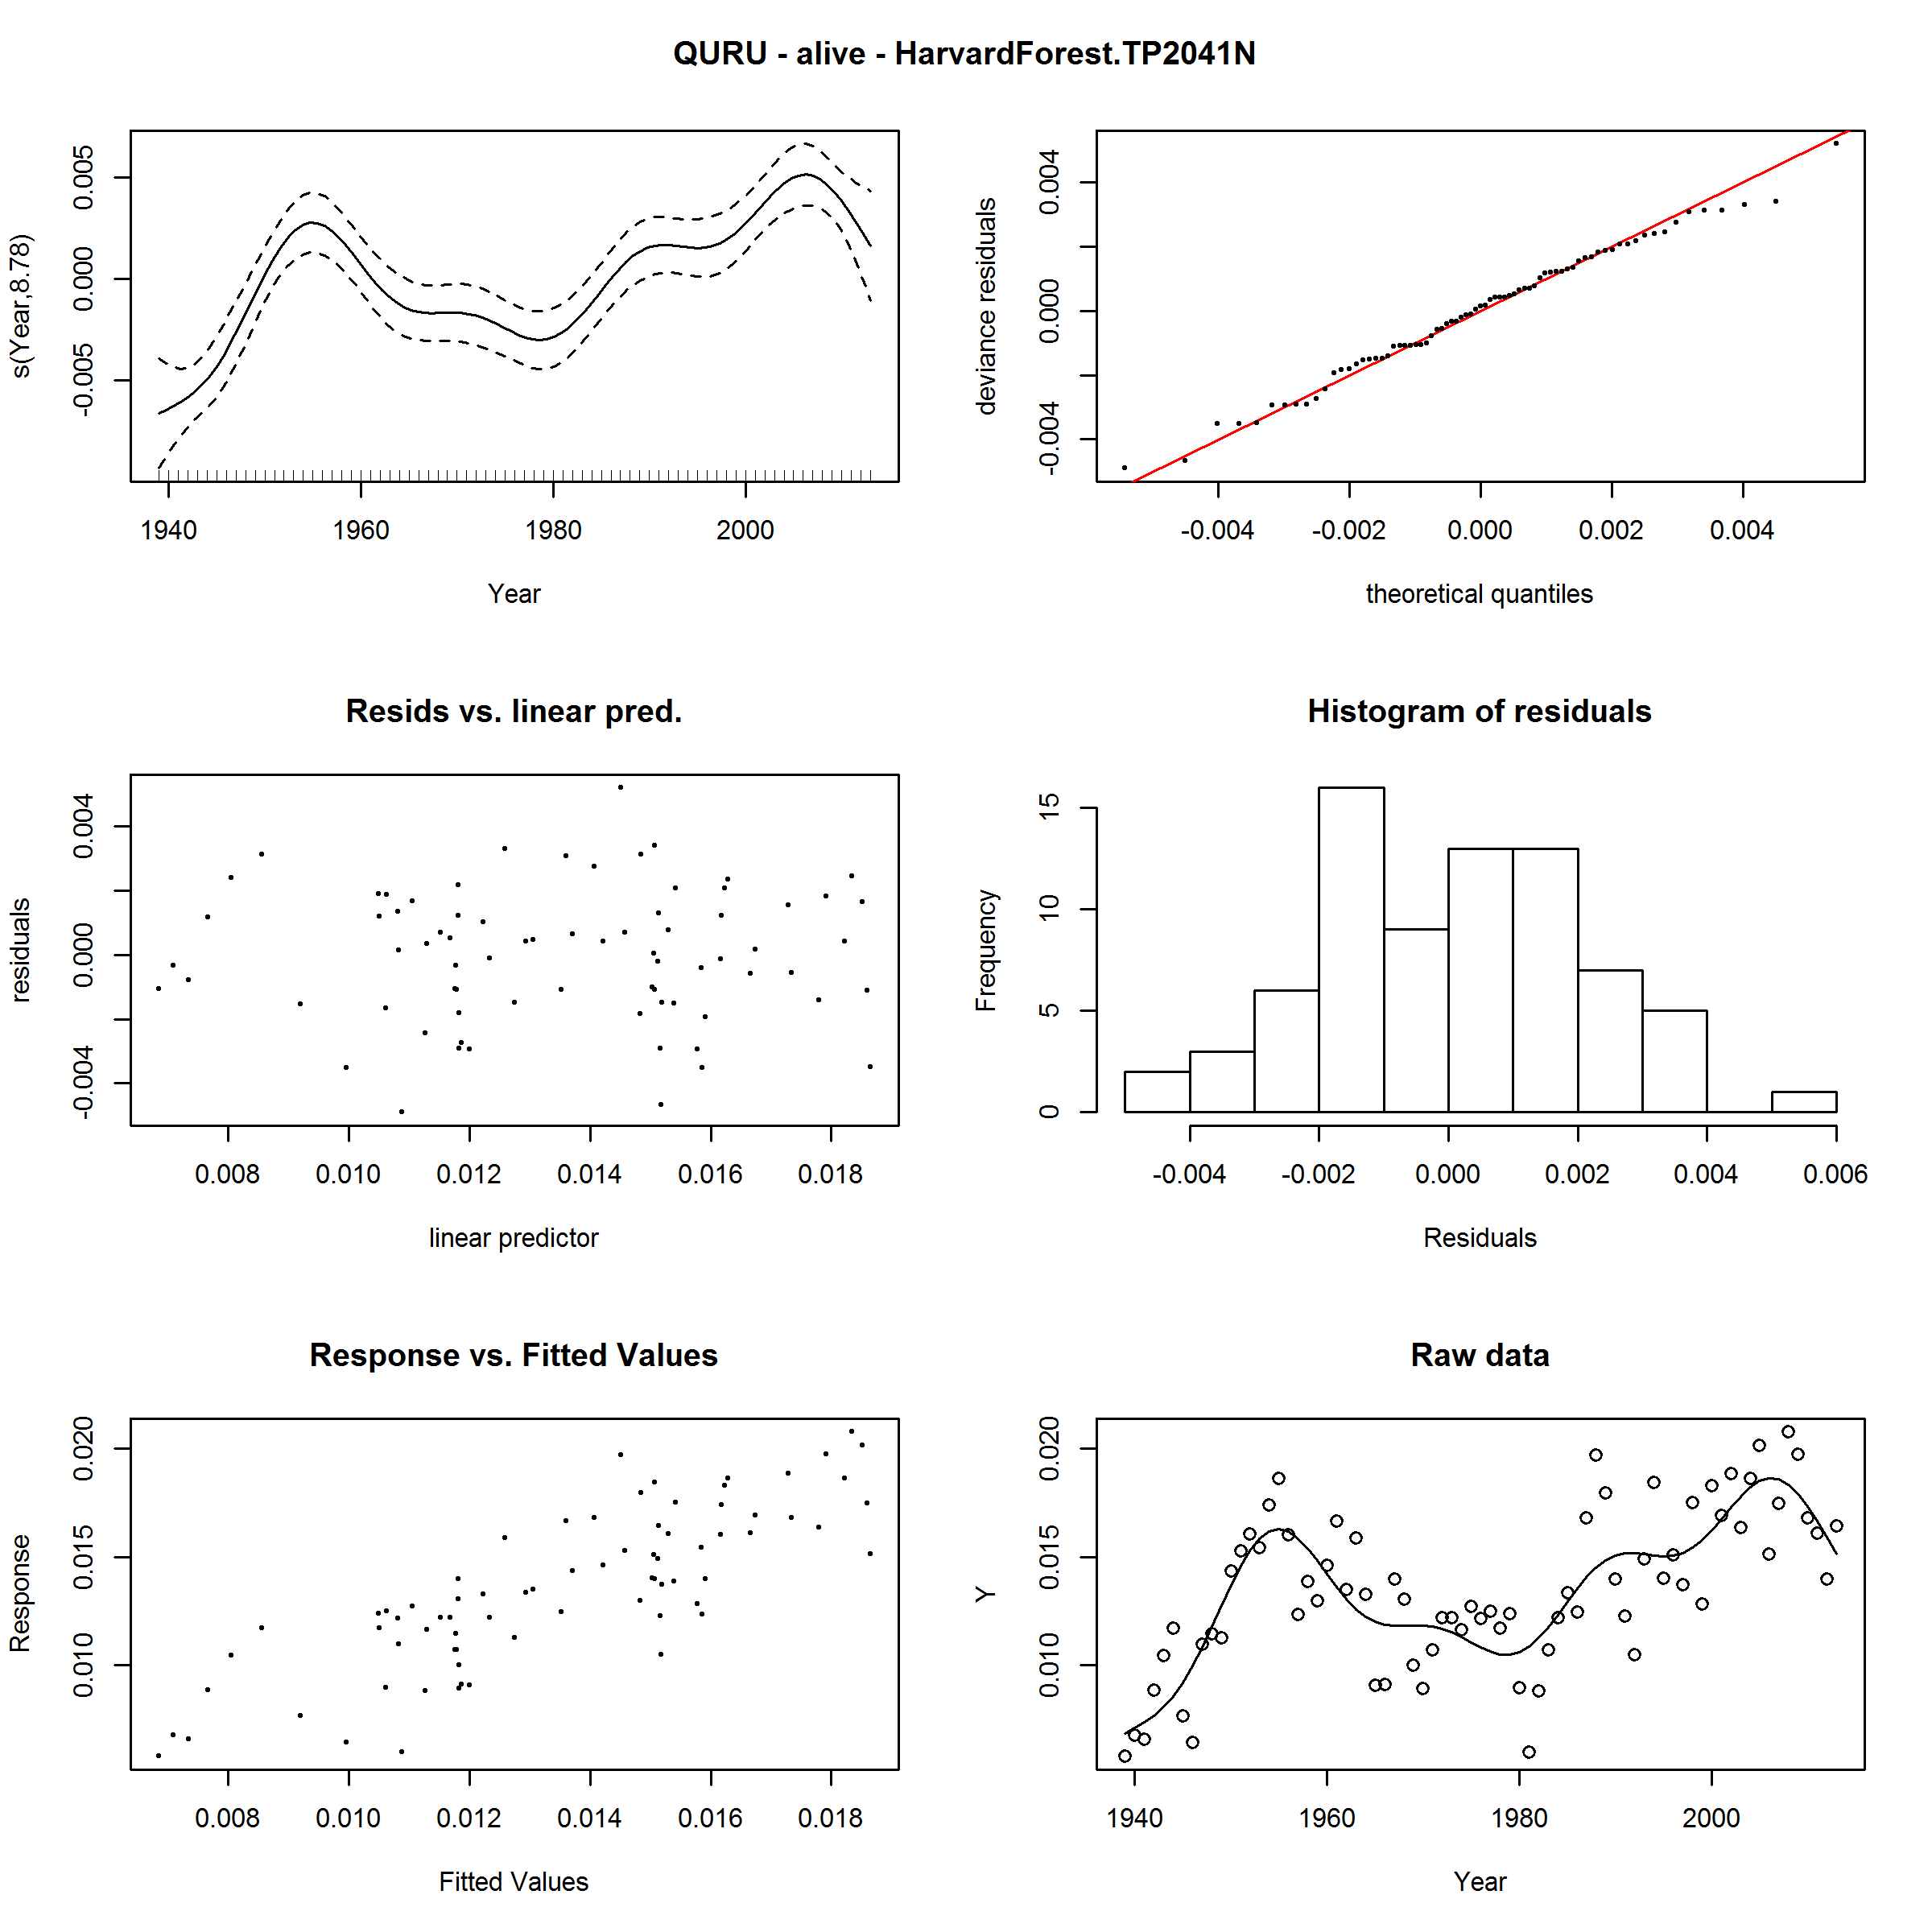 QURU - alive - HarvardForest.TP2041N
s(Year,8.78)
0.005
0.000
-0.005
1940 1960 1980 2000
Year
deviance residuals
0.004
0.000
-0.004
-0.004 -0.002 0.000 0.002 0.004
theoretical quantiles
Resids vs. linear pred.
residuals
0.004
0.000
-0.004
0.008 0.010 0.012 0.014 0.016 0.018
linear predictor
Histogram of residuals
Frequency
15
10
5
0
-0.004 -0.002 0.000 0.002 0.004 0.006
Residuals
Response vs. Fitted Values
Response
0.020
0.015
0.010
0.008 0.010 0.012 0.014 0.016 0.018
Fitted Values
Raw data
Y
0.020
0.015
0.010
1940 1960 1980 2000
Year